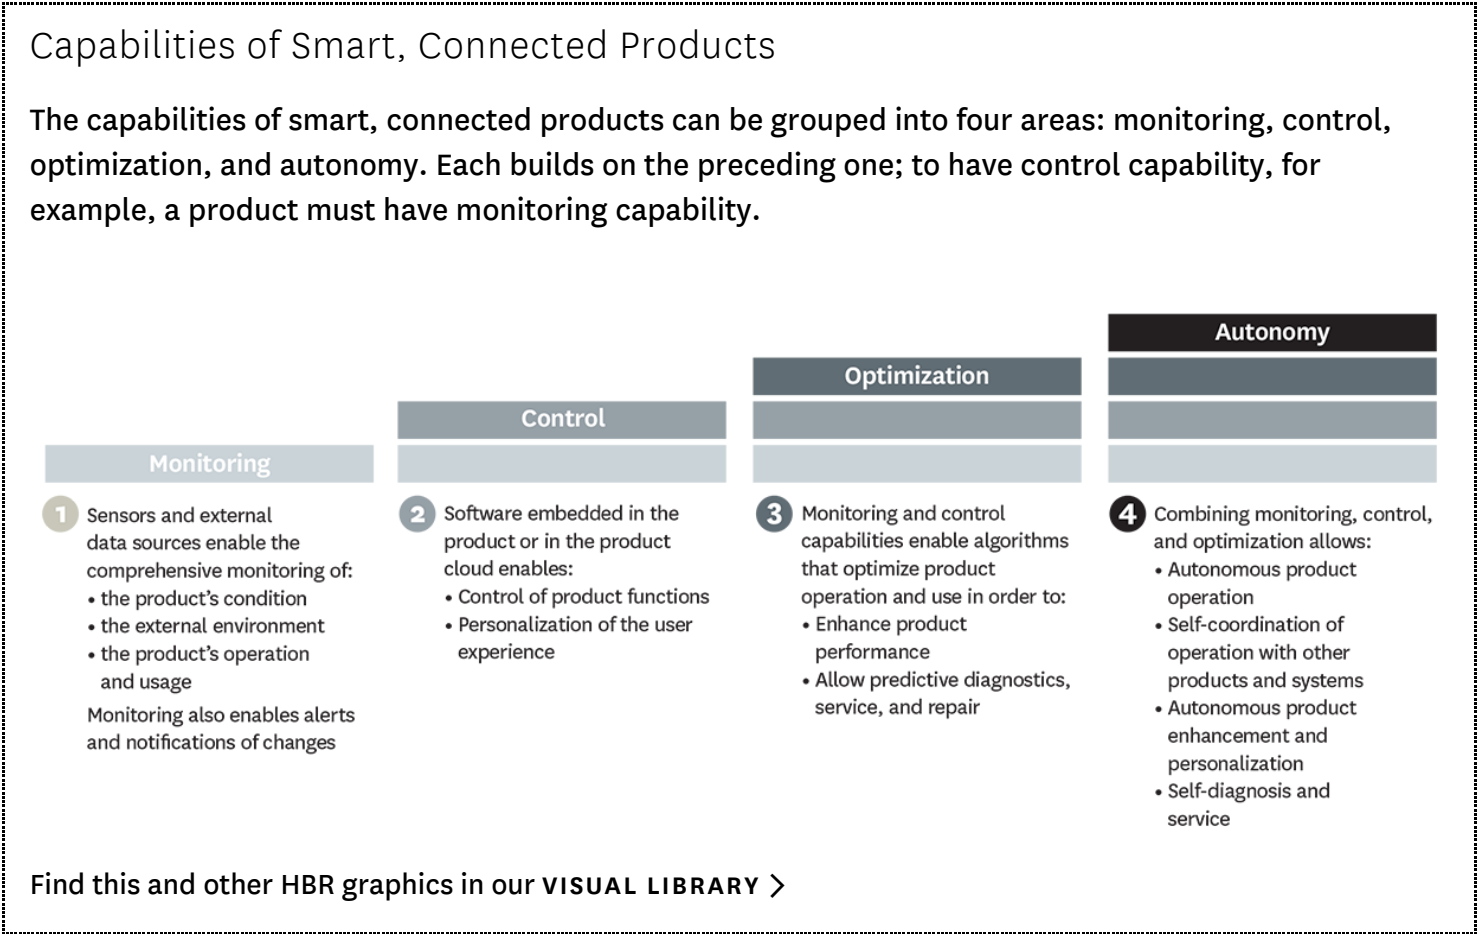 Capabilities of Smart, Connected Products
The capabilities of smart, connected products can be grouped into four areas: monitoring, control,
optimization, and autonomy. Each builds on the preceding one; to have control capability, for
example, a product must have monitoring capability.
Monitoring
1 Sensors and external
data sources enable the
comprehensive monitoring of:
• the product’s condition
• the external environment
• the product’s operation
and usage
Monitoring also enables alerts
and notifications of changes
Control
2 Software embedded in the
product or in the product
cloud enables:
• Control of product functions
• Personalization of the user
experience
Optimization
3 Monitoring and control
capabilities enable algorithms
that optimize product
operation and use in order to:
• Enhance product
performance
• Allow predictive diagnostics,
service, and repair
Autonomy
4 Combining monitoring, control,
and optimization allows:
• Autonomous product
operation
• Self-coordination of
operation with other
products and systems
• Autonomous product
enhancement and
personalization
• Self-diagnosis and
service
Find this and other HBR graphics in our VISUAL LIBRARY >